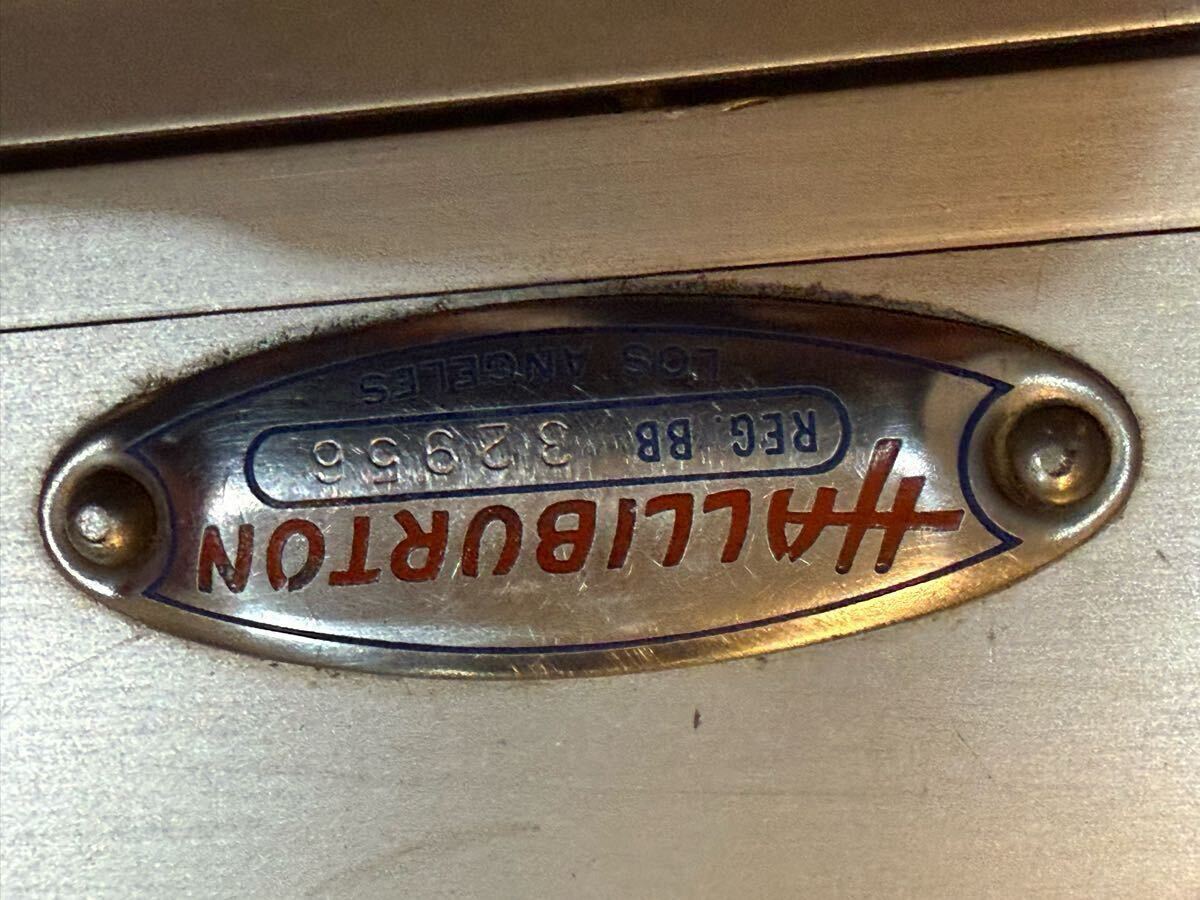 HALLIBURTON
REG. BB 32956
LOS ANGELES